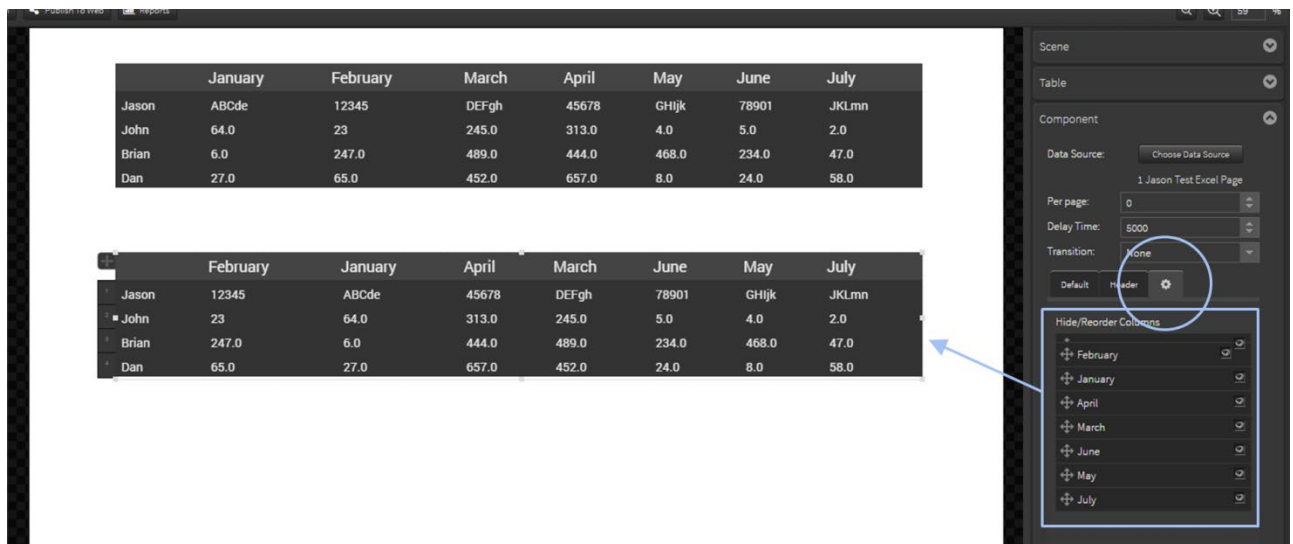 Publish To Web Reports 59 %
January February March April May June July
Jason ABCde 12345 DEFgh 45678 GHIjk 78901 JKLmn
John 64.0 23 245.0 313.0 4.0 5.0 2.0
Brian 6.0 247.0 489.0 444.0 468.0 234.0 47.0
Dan 27.0 65.0 452.0 657.0 8.0 24.0 58.0
February January April March June May July
1 Jason 12345 ABCde 45678 DEFgh 78901 GHIjk JKLmn
2 John 23 64.0 313.0 245.0 5.0 4.0 2.0
3 Brian 247.0 6.0 444.0 489.0 234.0 468.0 47.0
4 Dan 65.0 27.0 657.0 452.0 24.0 8.0 58.0
Scene
Table
Component
Data Source: Choose Data Source
1 Jason Test Excel Page
Per page: 0
Delay Time: 5000
Transition: None
Default Header
Hide/Reorder Columns
February
January
April
March
June
May
July